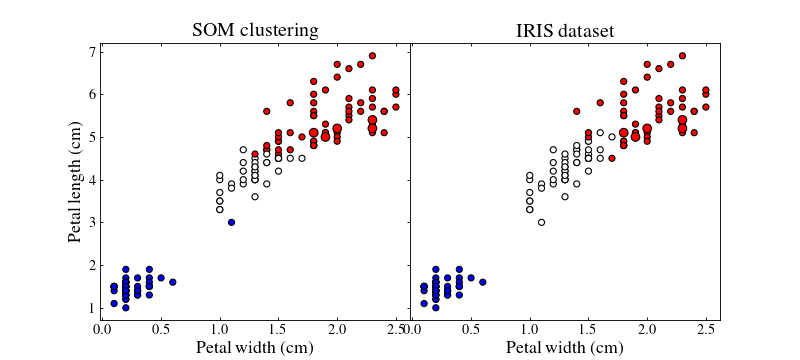 SOM clustering
IRIS dataset
7
6
5
4
3
2
1
Petal length (cm)
0.0 0.5 1.0 1.5 2.0 2.5
0.0 0.5 1.0 1.5 2.0 2.5
Petal width (cm)
Petal width (cm)